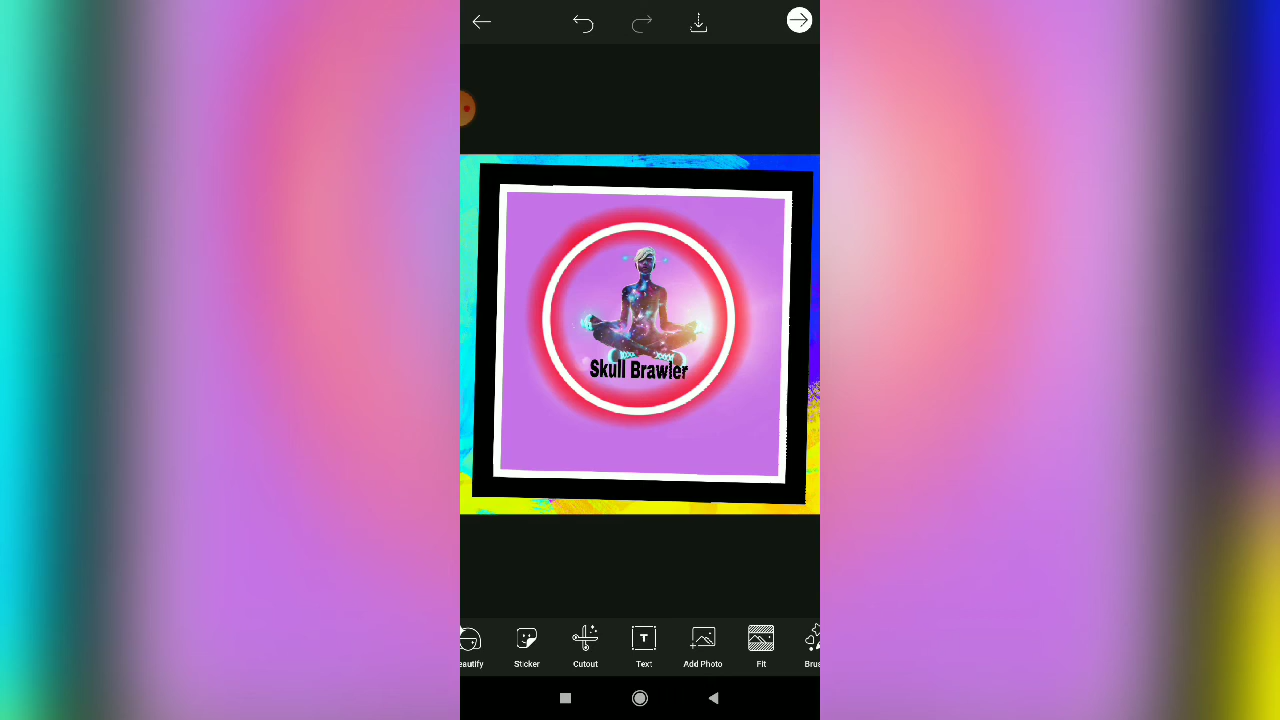 Skull Brawler
eautify
Sticker
Cutout
Text
Add Photo
Fit
Brus